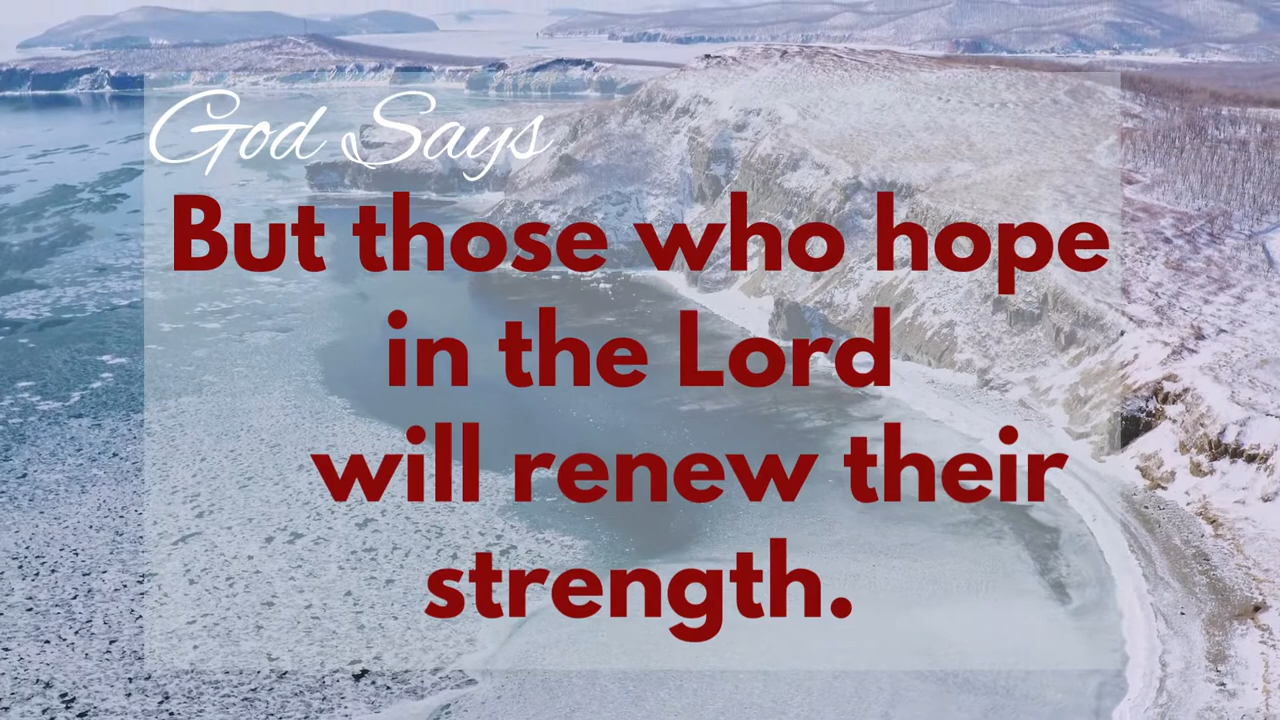 God Says
But those who hope
in the Lord
will renew their
strength.